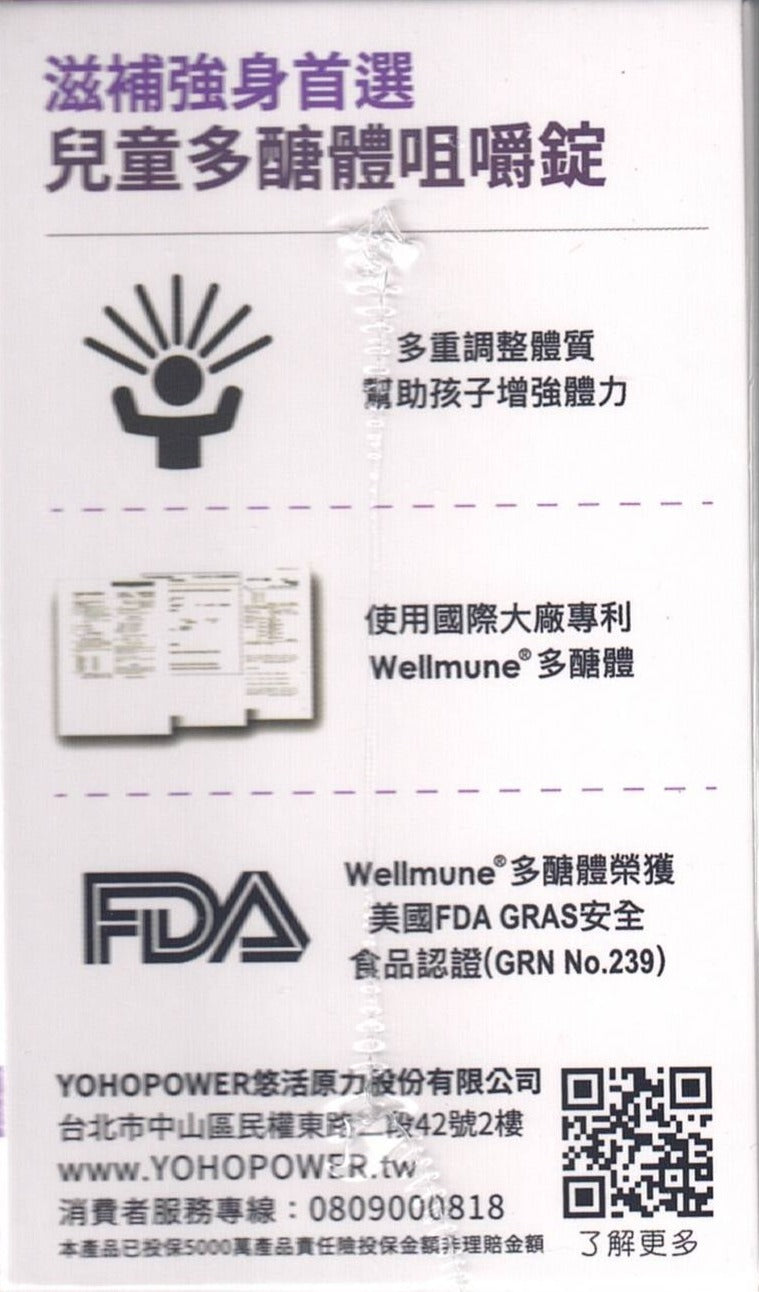 滋補強身首選
兒童多醣體咀嚼錠
多重調整體質
幫助孩子增強體力
使用國際大廠專利
Wellmune®多醣體
FDA
Wellmune®多醣體榮獲
美國FDA GRAS安全
食品認證(GRN No.239)
YOHOPOWER悠活原力股份有限公司
台北市中山區民權東路二段42號2樓
www.YOHOPOWER.tw
消費者服務專線：0809000818
本產品已投保5000萬產品責任險投保金額非理賠金額
了解更多